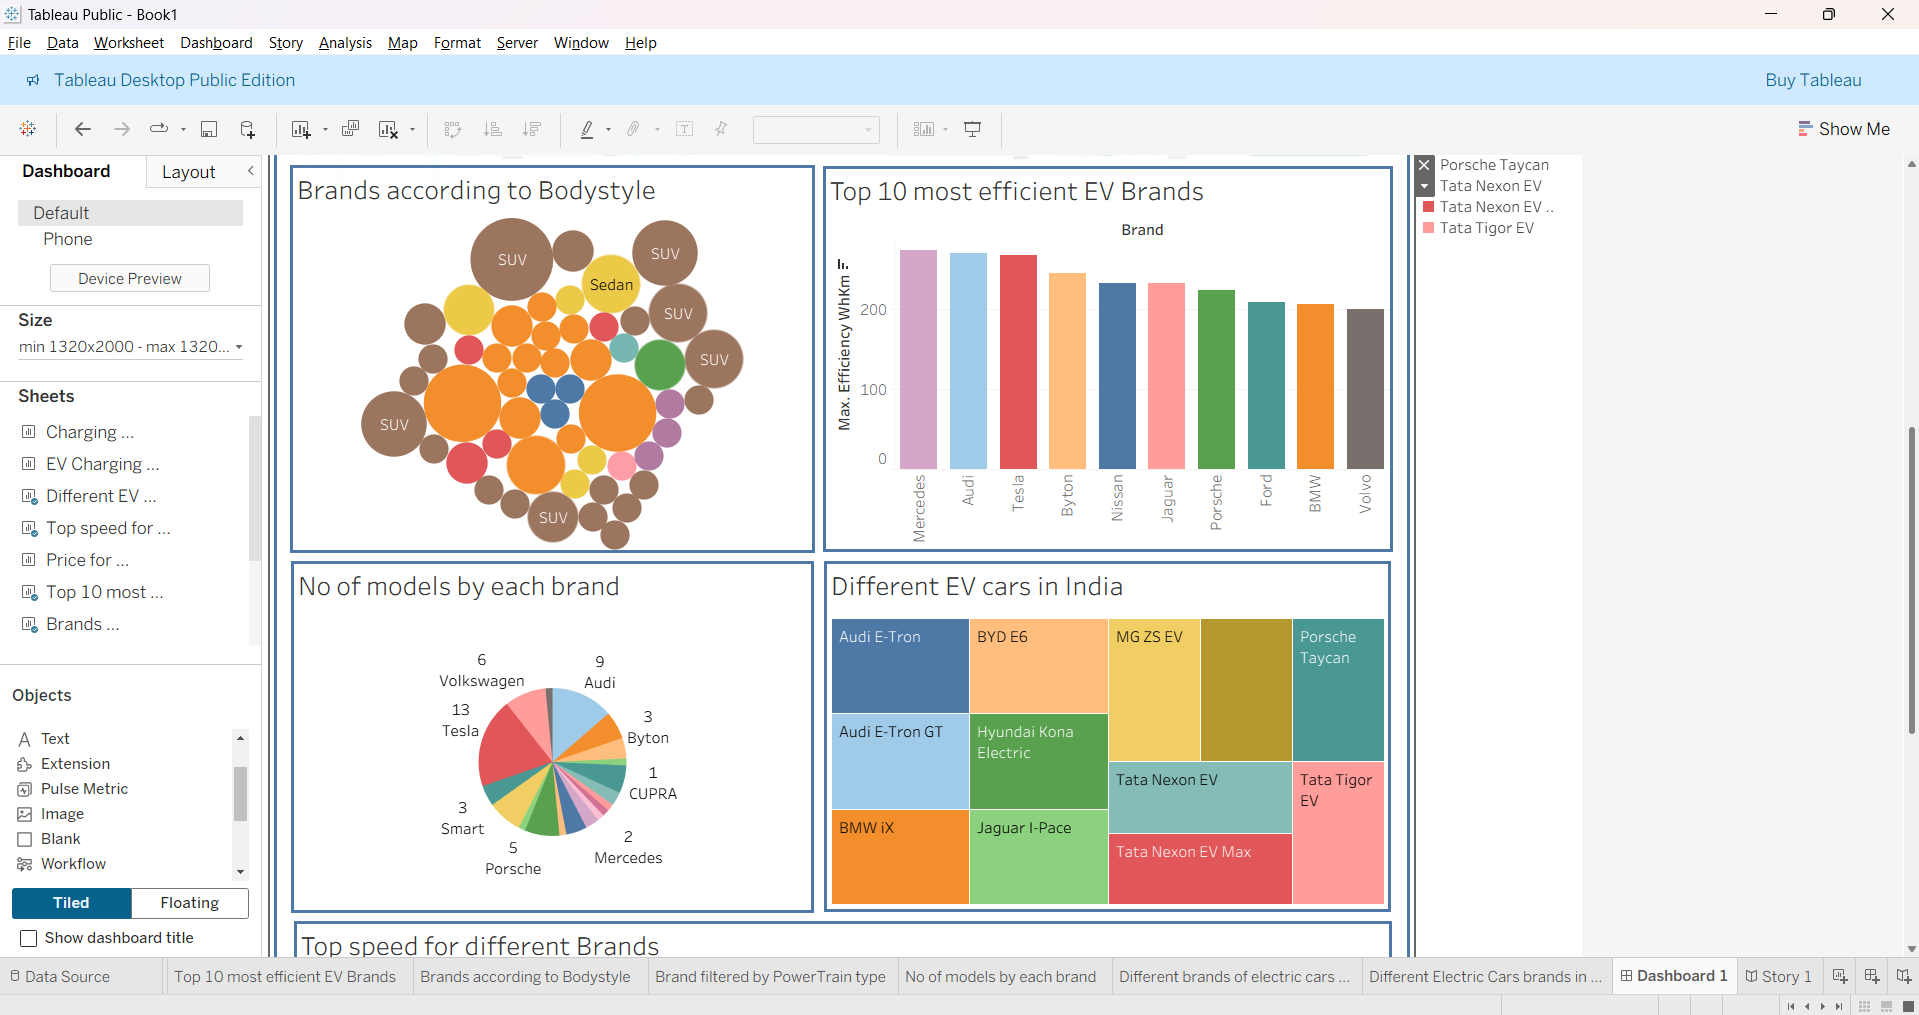 Tableau Public - Book1
File Data Worksheet Dashboard Story Analysis Map Format Server Window Help
Tableau Desktop Public Edition
Buy Tableau
Show Me
Dashboard
Layout
Default
Phone
Device Preview
Size
min 1320x2000 - max 1320...
Sheets
Charging ...
EV Charging ...
Different EV ...
Top speed for ...
Price for ...
Top 10 most ...
Brands ...
Objects
Text
Extension
Pulse Metric
Image
Blank
Workflow
Tiled
Floating
Show dashboard title
Brands according to Bodystyle
SUV
SUV
Sedan
SUV
SUV
SUV
SUV
Top 10 most efficient EV Brands
Brand
Max. Efficiency WhKm
200
100
0
Mercedes
Audi
Tesla
Byton
Nissan
Jaguar
Porsche
Ford
BMW
Volvo
Porsche Taycan
Tata Nexon EV
Tata Nexon EV ..
Tata Tigor EV
No of models by each brand
6
Volkswagen
9
Audi
13
Tesla
3
Byton
1
CUPRA
3
Smart
2
Mercedes
5
Porsche
Different EV cars in India
Audi E-Tron
BYD E6
MG ZS EV
Porsche
Taycan
Audi E-Tron GT
Hyundai Kona
Electric
Tata Nexon EV
Tata Tigor
EV
BMW iX
Jaguar I-Pace
Tata Nexon EV Max
Top speed for different Brands
Data Source
Top 10 most efficient EV Brands
Brands according to Bodystyle
Brand filtered by PowerTrain type
No of models by each brand
Different brands of electric cars ...
Different Electric Cars brands in ...
Dashboard 1
Story 1